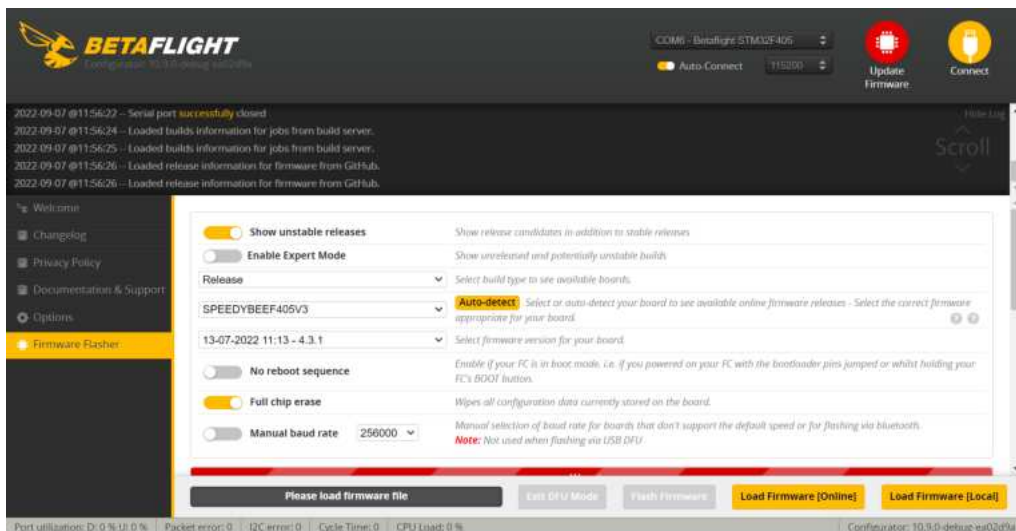 BETAFLIGHT
Configurator: 10.9.0-debug-ea02d9a
COM6 - Betaflight STM32F405
Auto-Connect
115200
Update
Firmware
Connect
2022-09-07 @11:56:22 -- Serial port successfully closed
2022-09-07 @11:56:24 -- Loaded builds information for jobs from build server.
2022-09-07 @11:56:25 -- Loaded builds information for jobs from build server.
2022-09-07 @11:56:26 -- Loaded release information for firmware from GitHub.
2022-09-07 @11:56:26 -- Loaded release information for firmware from GitHub.
Hide Log
Scroll
Welcome
Changelog
Privacy Policy
Documentation & Support
Options
Firmware Flasher
Show unstable releases
Show release candidates in addition to stable releases
Enable Expert Mode
Show unreleased and potentially unstable builds
Release
Select build type to see available boards.
SPEEDYBEEF405V3
Auto-detect Select or auto-detect your board to see available online firmware releases - Select the correct firmware
appropriate for your board.
13-07-2022 11:13 - 4.3.1
Select firmware version for your board.
No reboot sequence
Enable if your FC is in boot mode. i.e. if you powered on your FC with the bootloader pins jumped or whilst holding your
FC's BOOT button.
Full chip erase
Wipes all configuration data currently stored on the board.
Manual baud rate
256000
Manual selection of baud rate for boards that don't support the default speed or for flashing via bluetooth.
Note: Not used when flashing via USB DFU
Please load firmware file
Exit DFU Mode
Flash Firmware
Load Firmware [Online]
Load Firmware [Local]
Port utilization: D: 0 % U: 0 %
Packet error: 0
I2C error: 0
Cycle Time: 0
CPU Load: 0 %
Configurator: 10.9.0-debug-ea02d9a